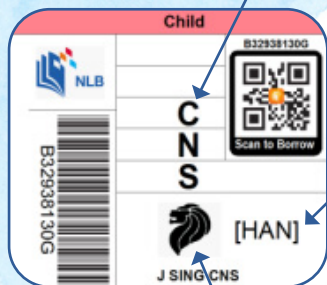 Child
NLB
B32938130G
B32938130G
Scan to Borrow
C
N
S
[HAN]
J SING CNS